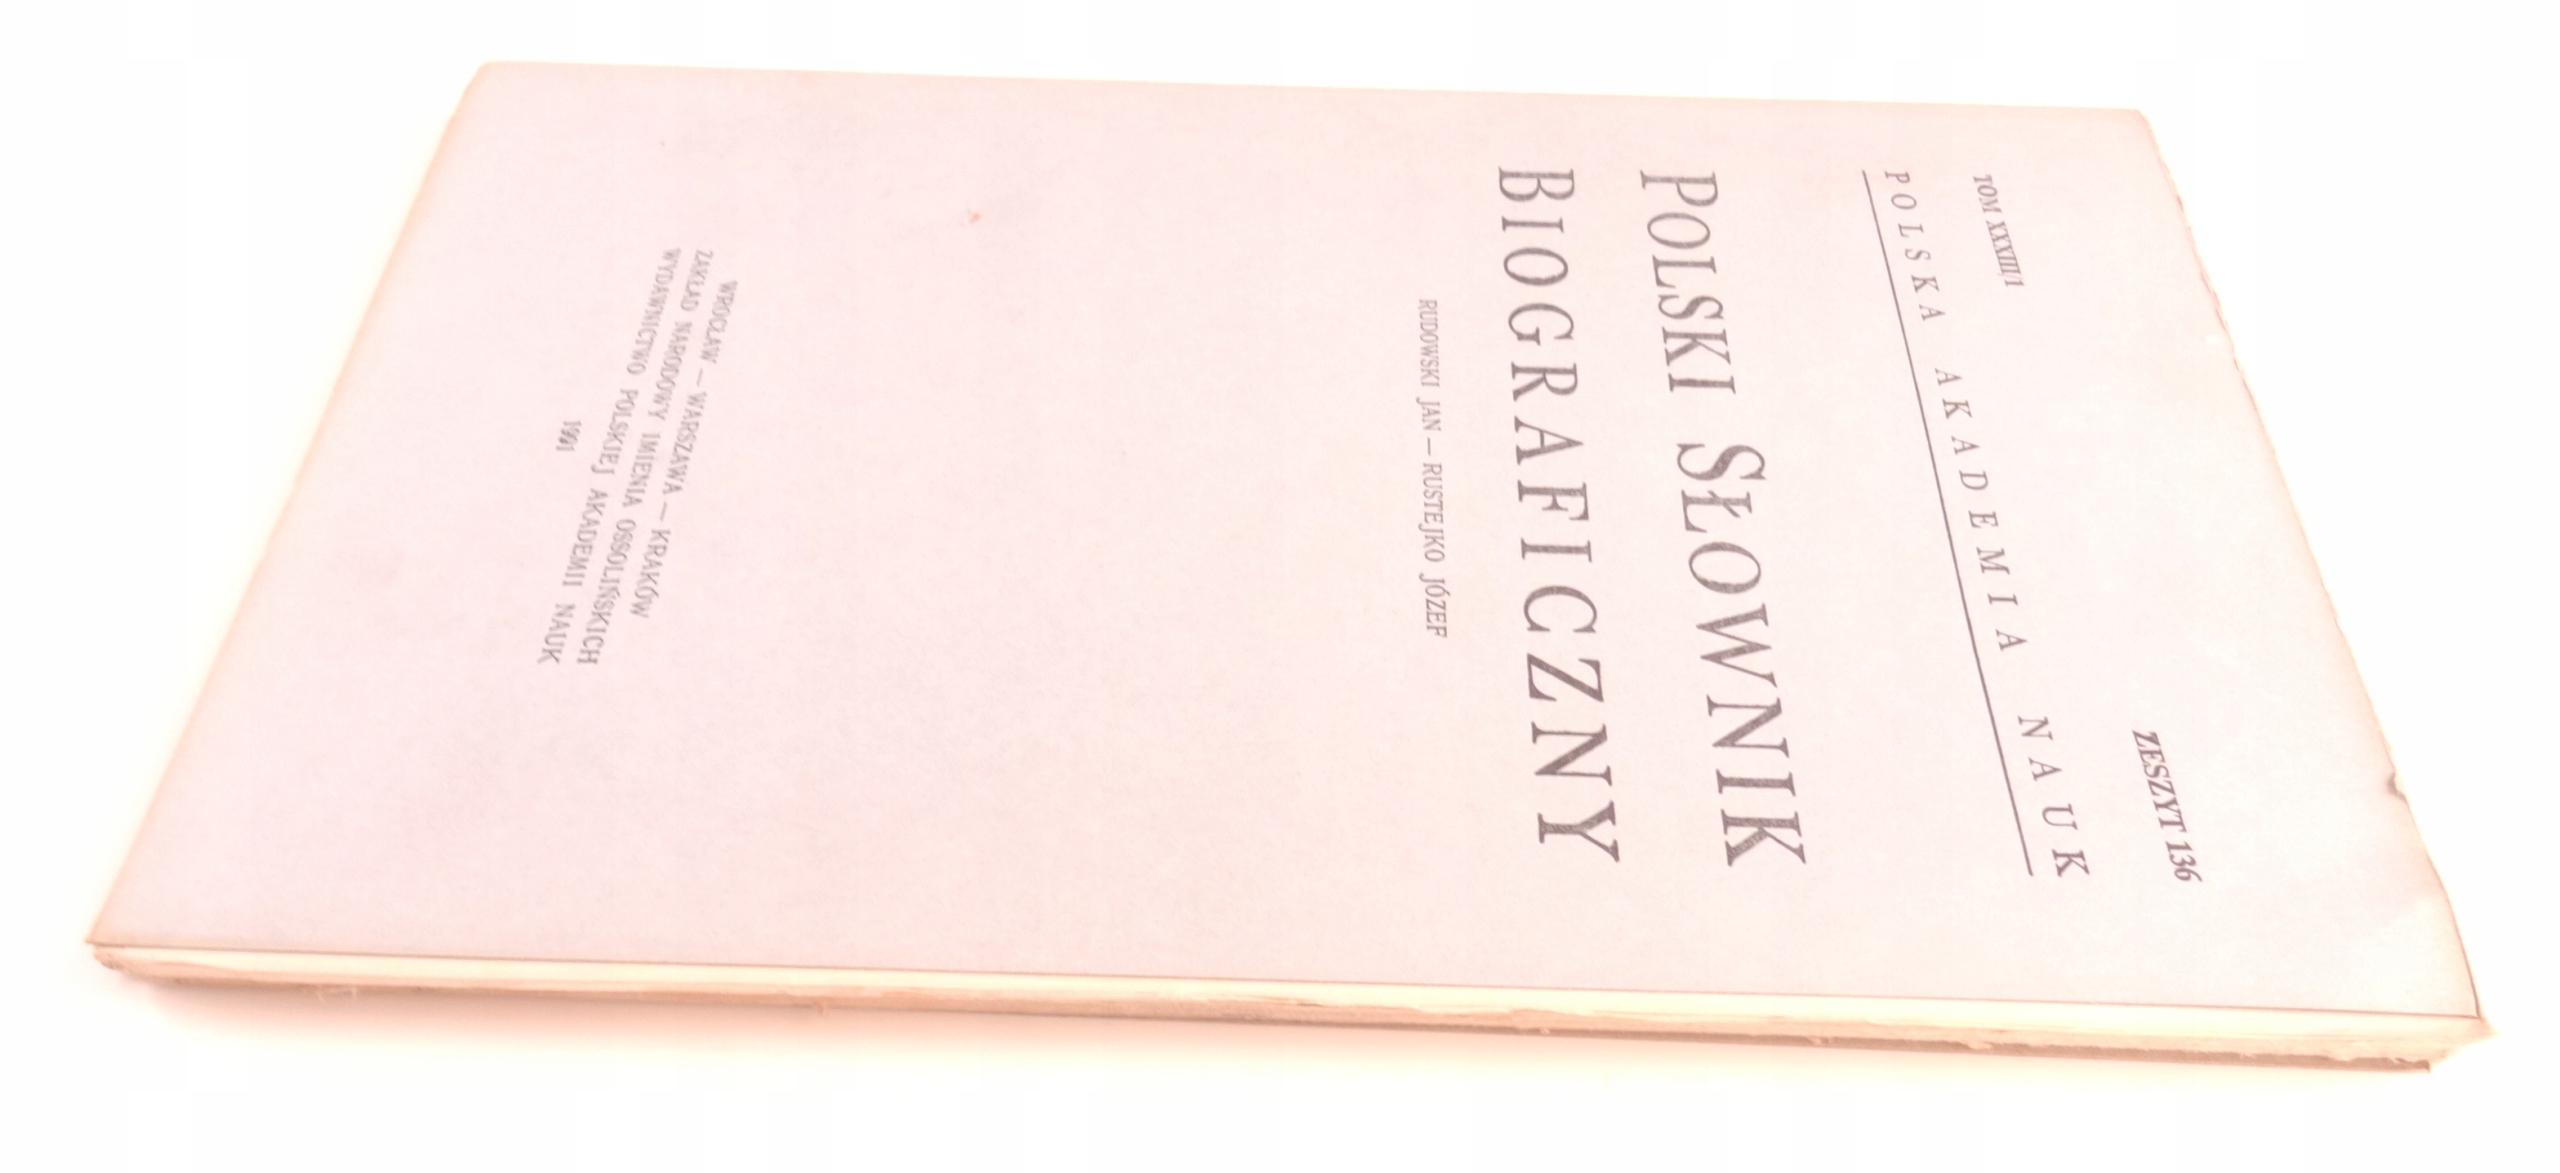 TOM XXXIII/1
ZESZYT 136
POLSKA AKADEMIA NAUK
POLSKI SŁOWNIK
BIOGRAFICZNY
RUDOWSKI JAN — RUSTEJKO JÓZEF
WROCŁAW — WARSZAWA — KRAKÓW
ZAKŁAD NARODOWY IMIENIA OSSOLIŃSKICH
WYDAWNICTWO POLSKIEJ AKADEMII NAUK
1991